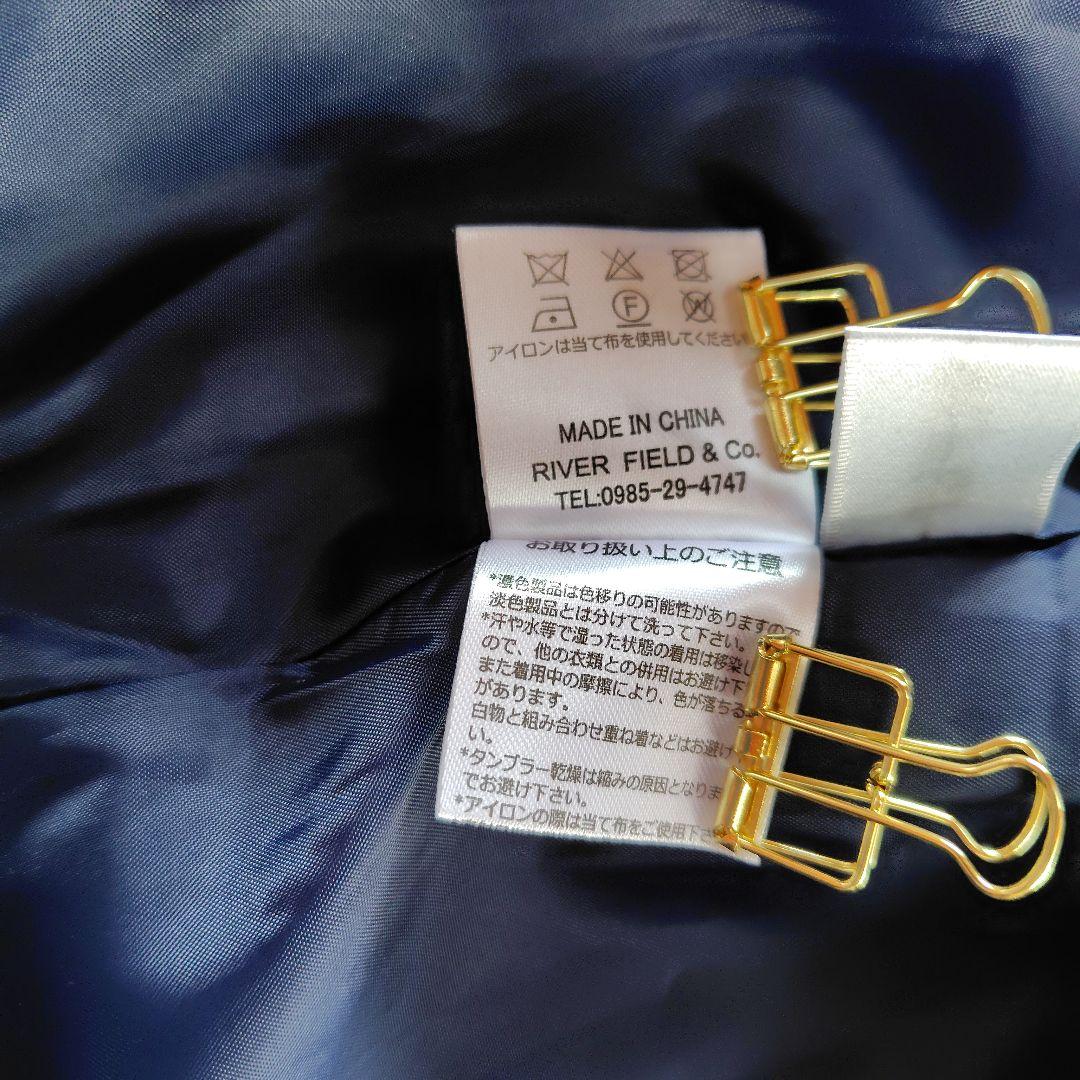 F
W
アイロンは当て布を使用してください
MADE IN CHINA
RIVER FIELD & Co.
TEL:0985-29-4747
お取り扱い上のご注意
*濃色製品は色移りの可能性がありますので
淡色製品とは分けて洗って下さい。
*汗や水等で湿った状態の着用は移染し
ので、他の衣類との併用はお避け下
また着用中の摩擦により、色が落ちる
があります。
白物と組み合わせ重ね着などはお避け
い。
*タンブラー乾燥は縮みの原因となりま
でお避け下さい。
*アイロンの際は当て布をご使用下さ